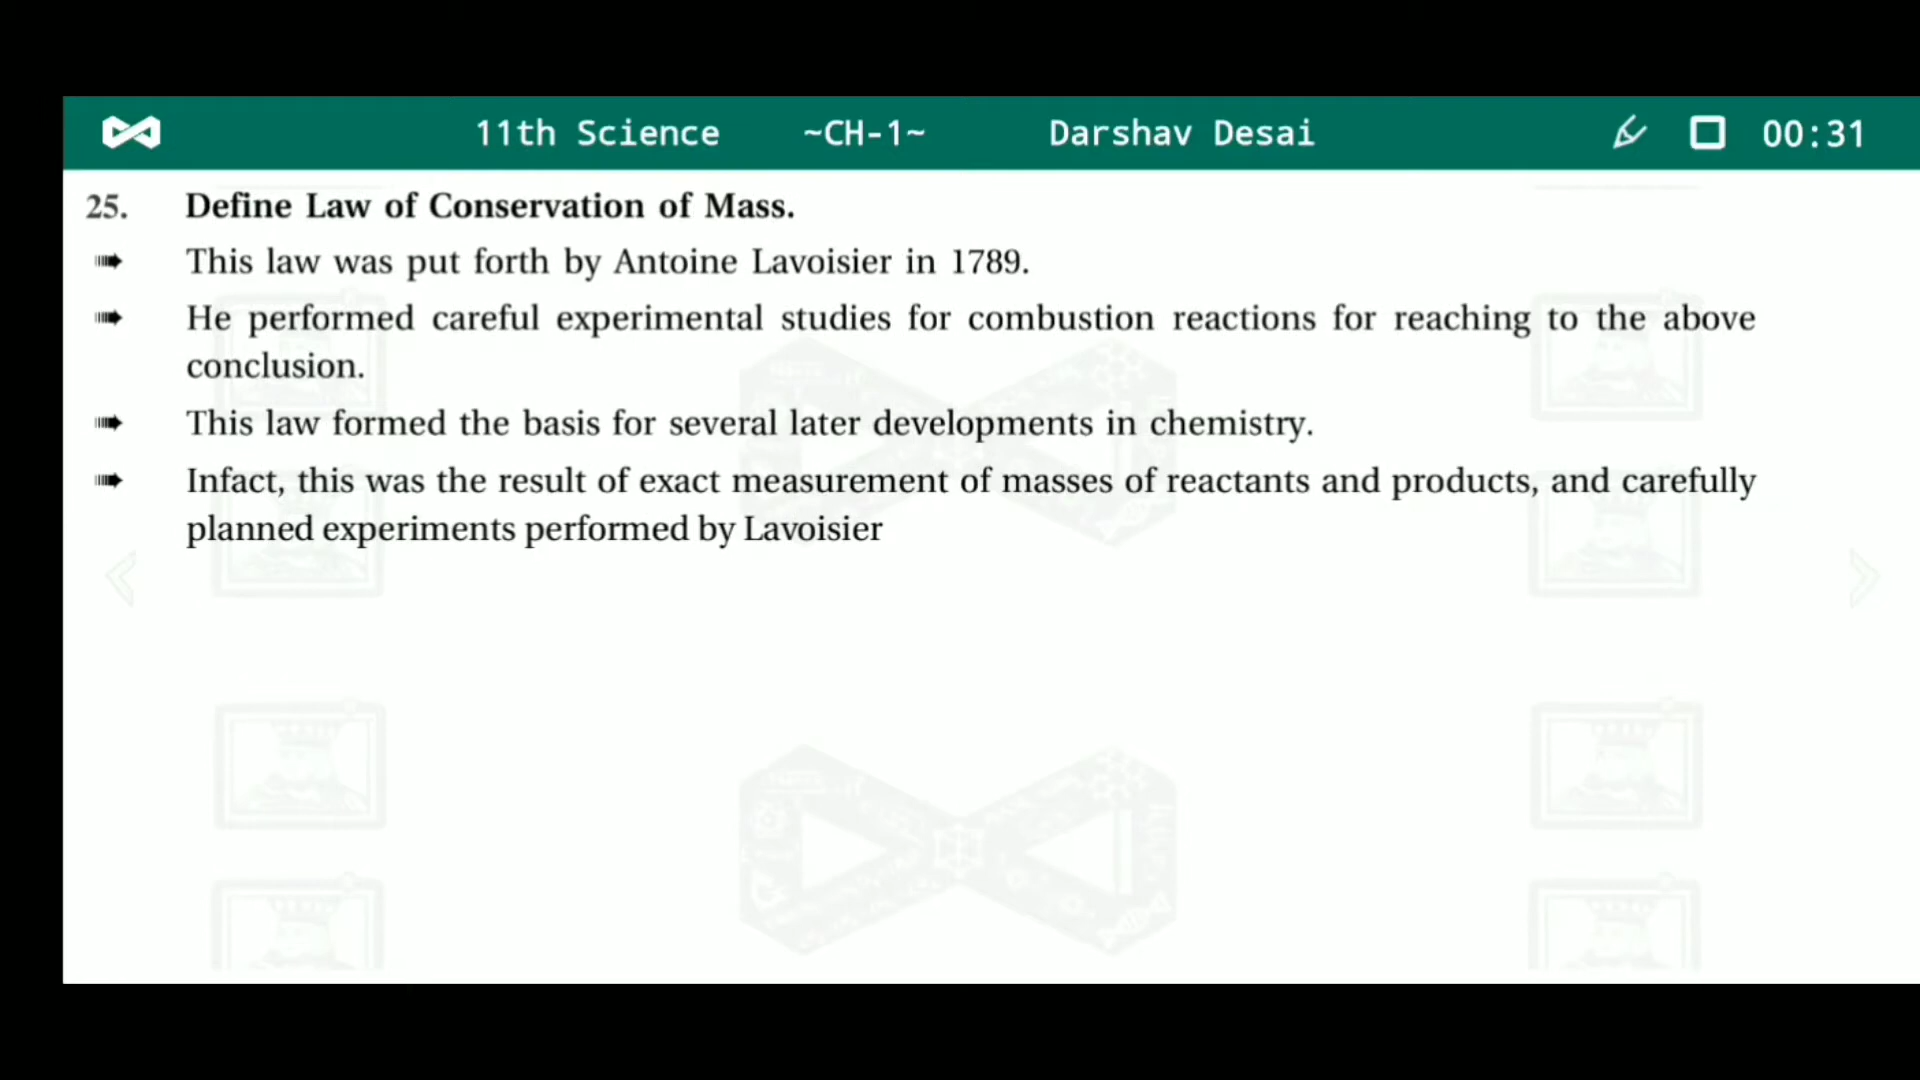 11th Science ~CH-1~ Darshav Desai 00:31
25. Define Law of Conservation of Mass.
This law was put forth by Antoine Lavoisier in 1789.
He performed careful experimental studies for combustion reactions for reaching to the above
conclusion.
This law formed the basis for several later developments in chemistry.
Infact, this was the result of exact measurement of masses of reactants and products, and carefully
planned experiments performed by Lavoisier